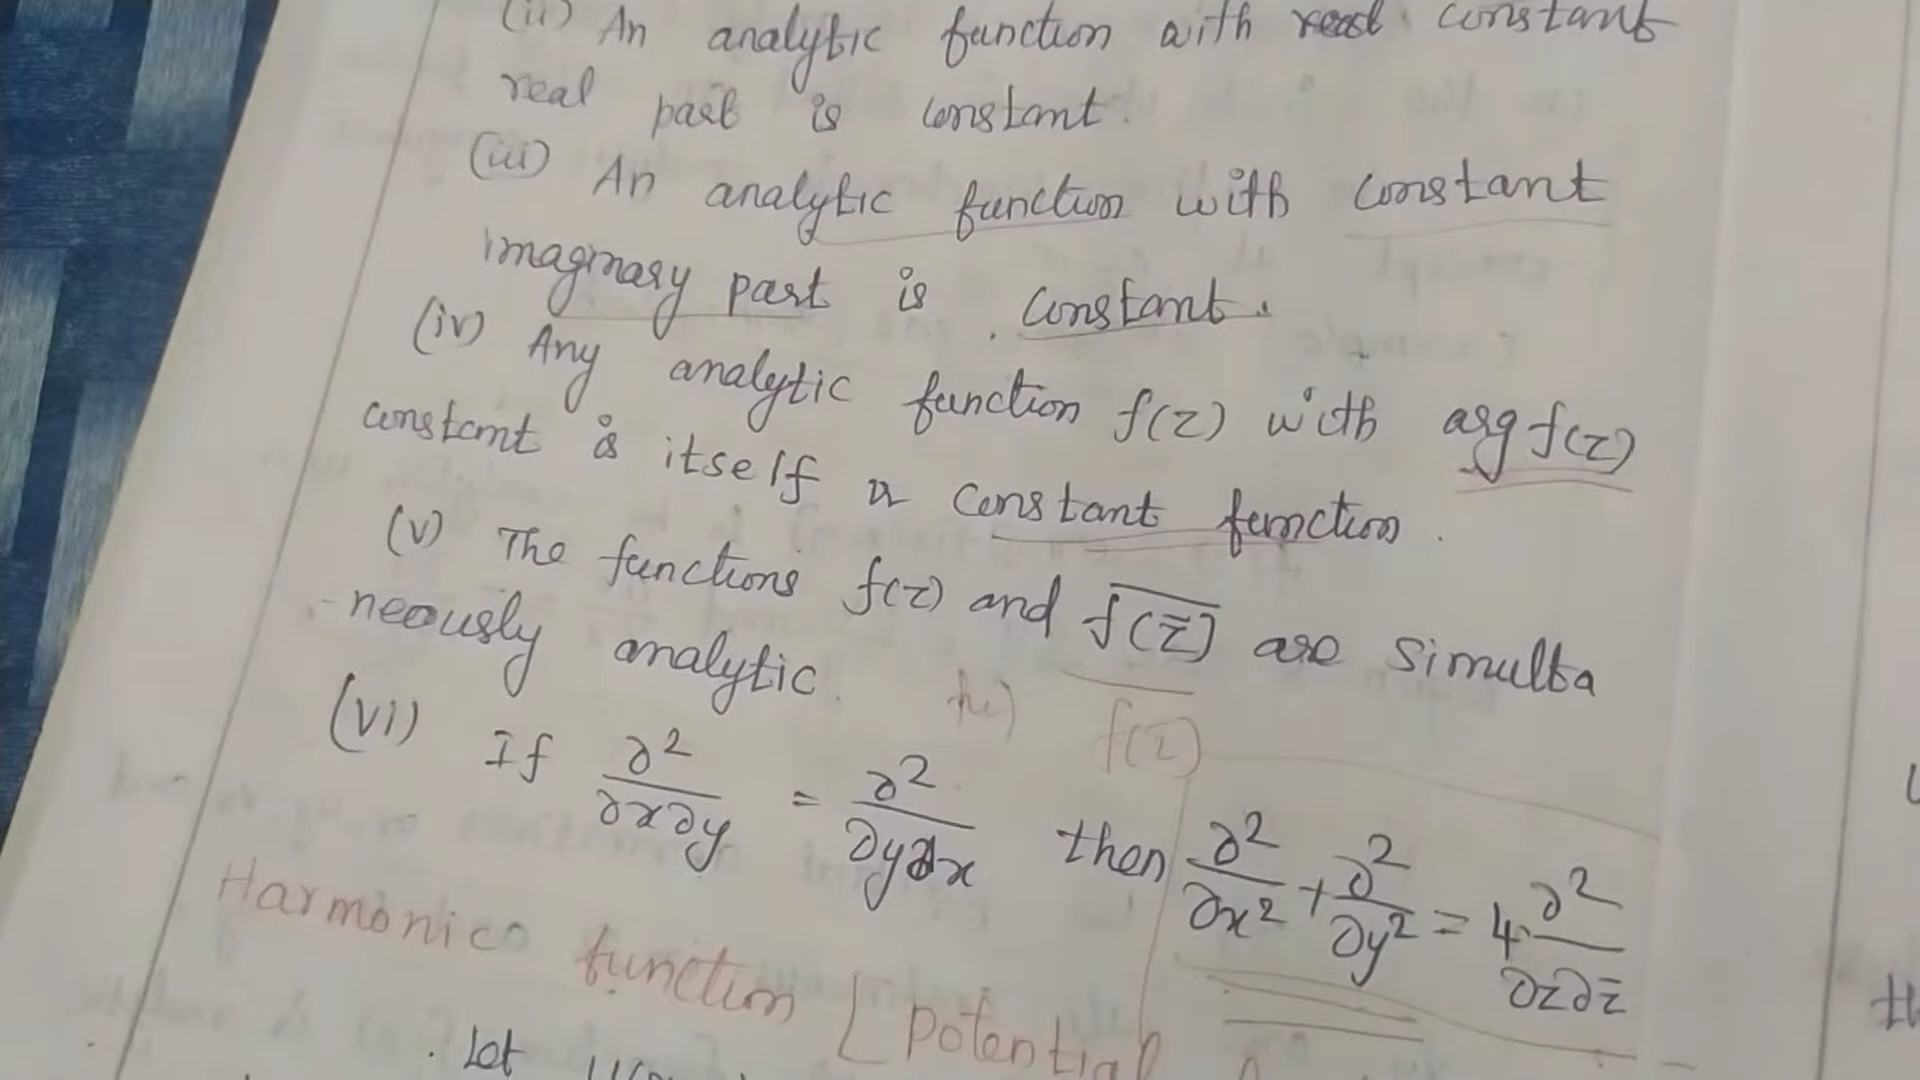 (ii) An analytic function with real constant
real part is constant.
(iii) An analytic function with constant
imaginary part is constant.
(iv) Any analytic function f(z) with arg f(z)
constant is itself a constant function.
(v) The functions f(z) and \overline{f(\bar{z})} are simulta
-neously analytic.
f(z)
(vi) If ∂²/∂x∂y = ∂²/∂y∂x then ∂²/∂x² + ∂²/∂y² = 4 ∂²/∂z∂z̄
Harmonic function [Potential
Let